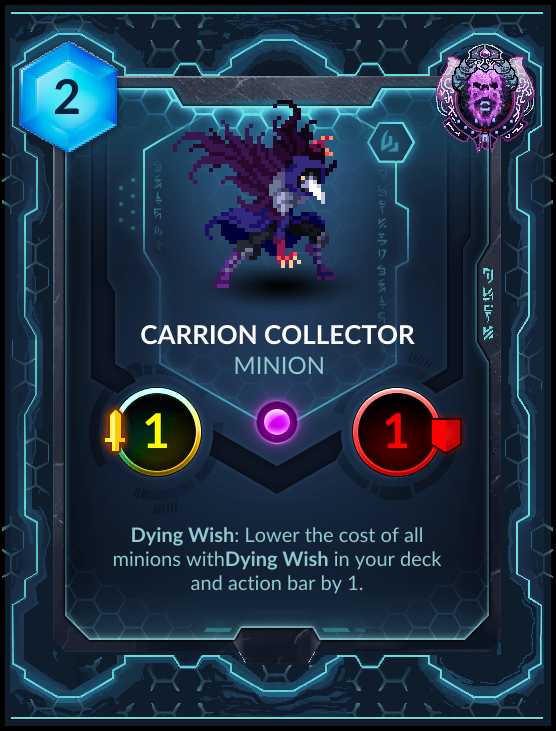 2
CARRION COLLECTOR
MINION
1
1
Dying Wish: Lower the cost of all
minions withDying Wish in your deck
and action bar by 1.